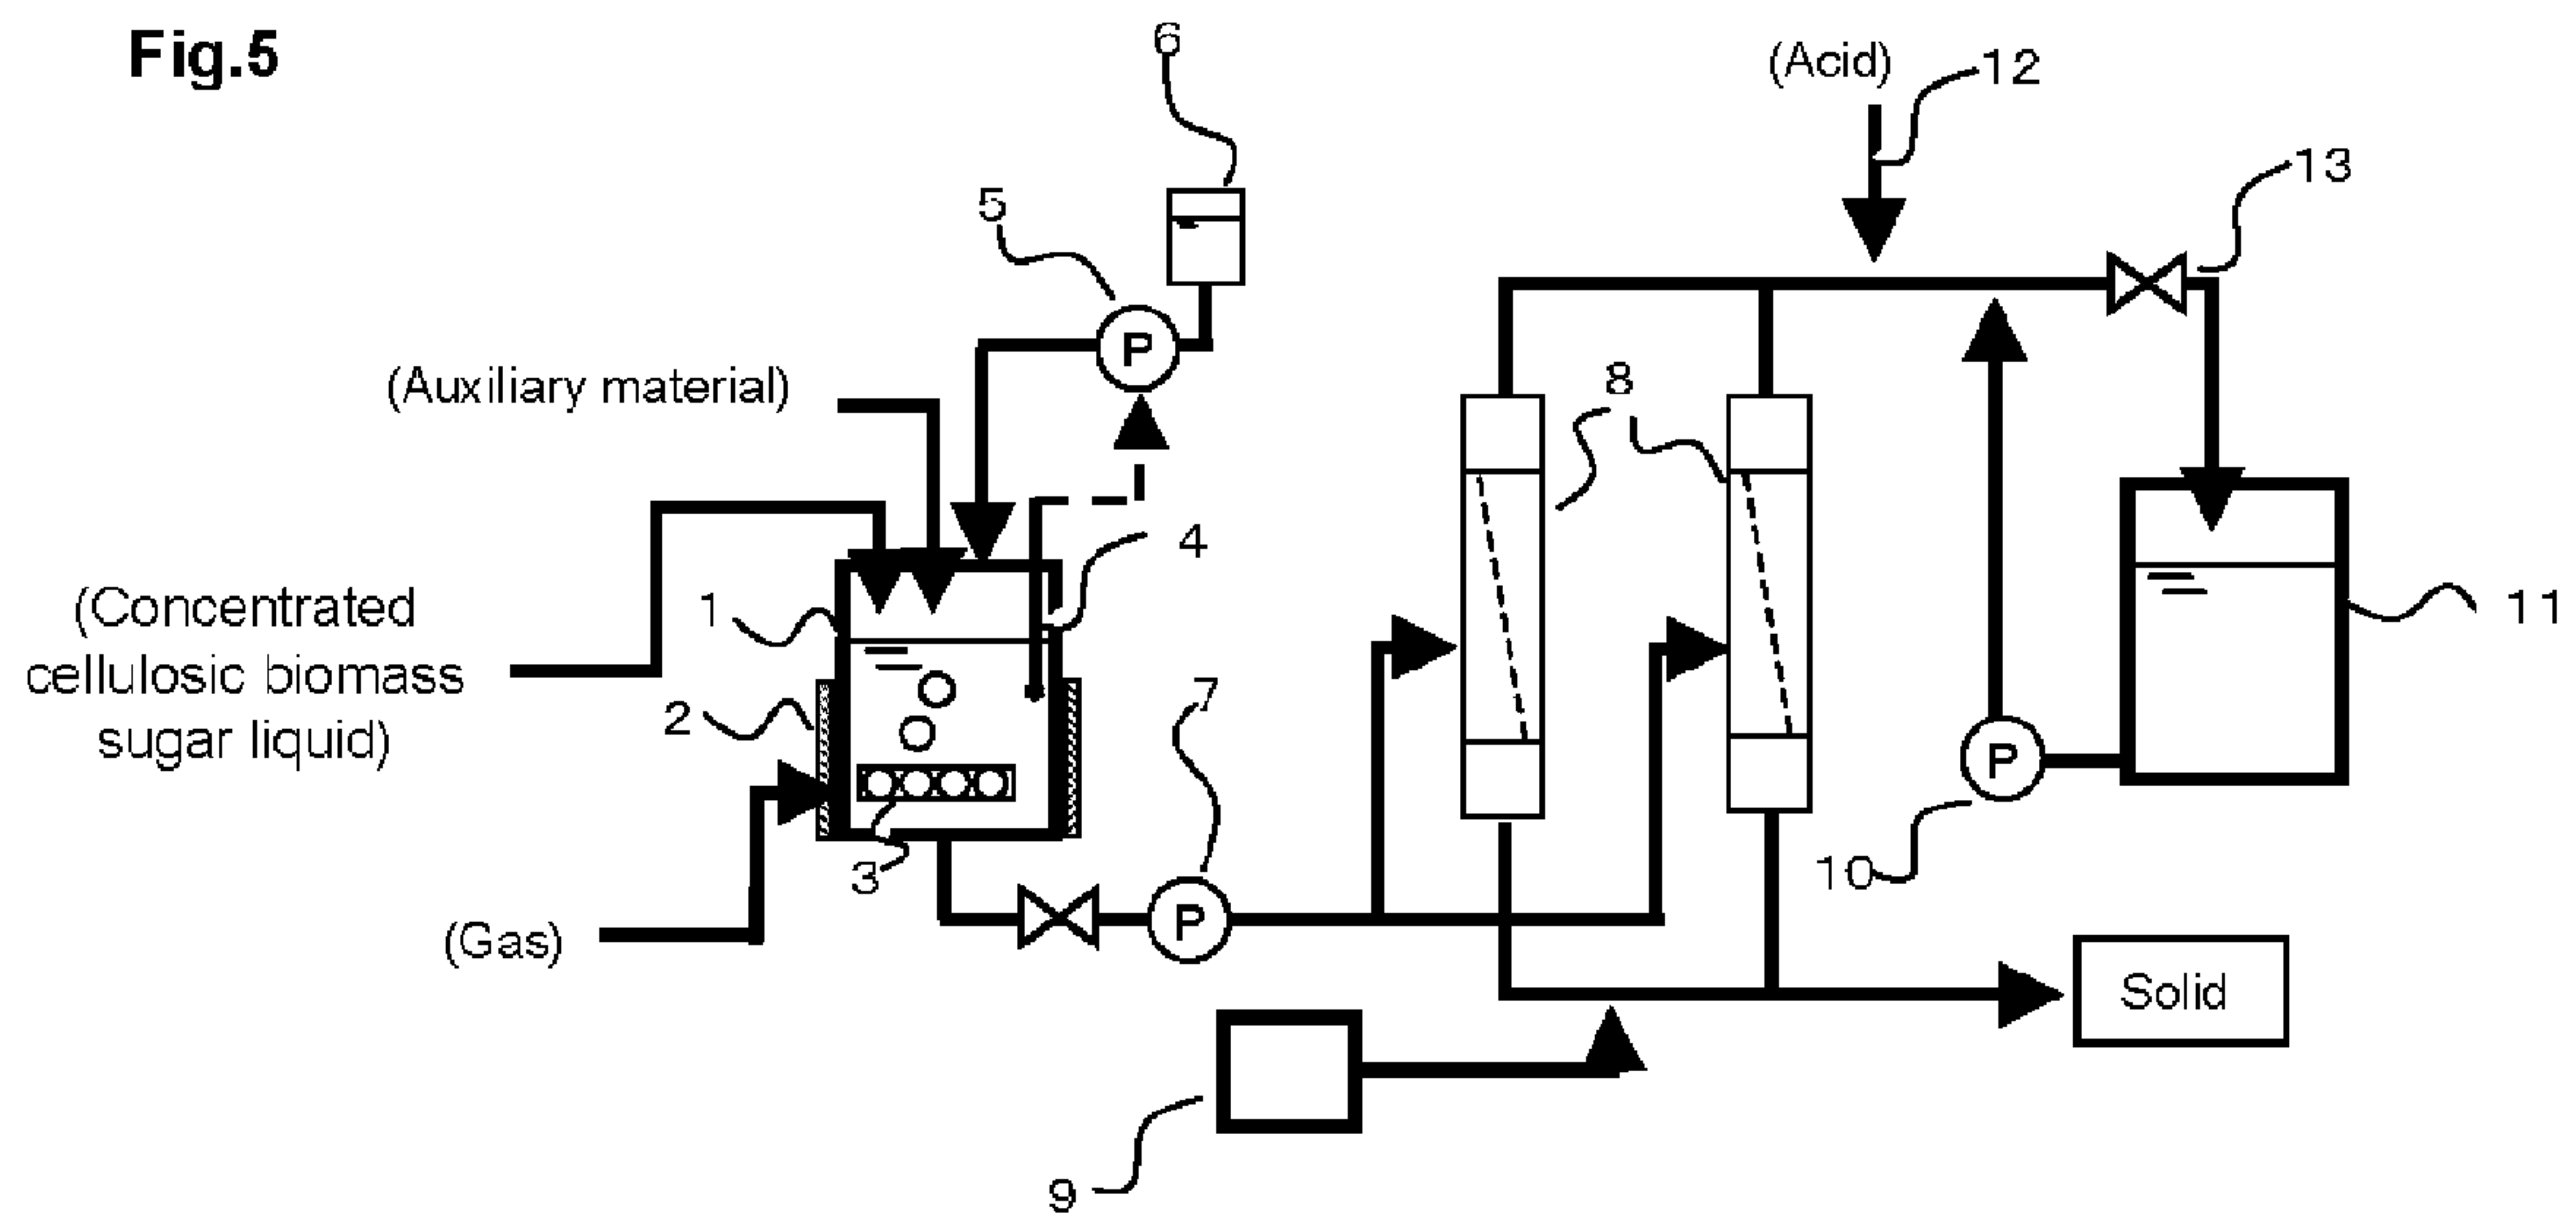 Fig.5
6
(Acid)
12
13
5
P
(Auxiliary material)
8
4
1
(Concentrated
cellulosic biomass
sugar liquid)
11
2
7
P
3
10
(Gas)
P
Solid
9